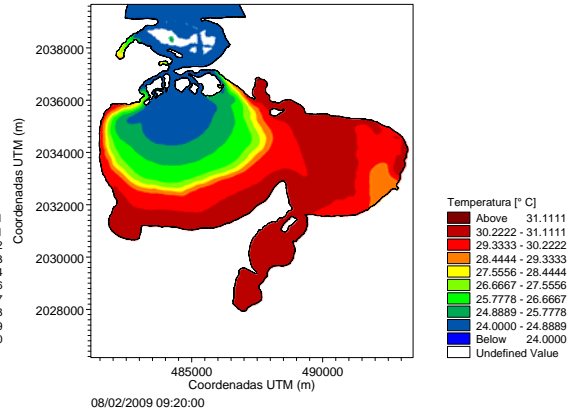 2038000
2036000
2034000
2032000
2030000
2028000
Coordenadas UTM (m)
485000
490000
Coordenadas UTM (m)
08/02/2009 09:20:00
Temperatura [° C]
Above 31.1111
30.2222 - 31.1111
29.3333 - 30.2222
28.4444 - 29.3333
27.5556 - 28.4444
26.6667 - 27.5556
25.7778 - 26.6667
24.8889 - 25.7778
24.0000 - 24.8889
Below 24.0000
Undefined Value